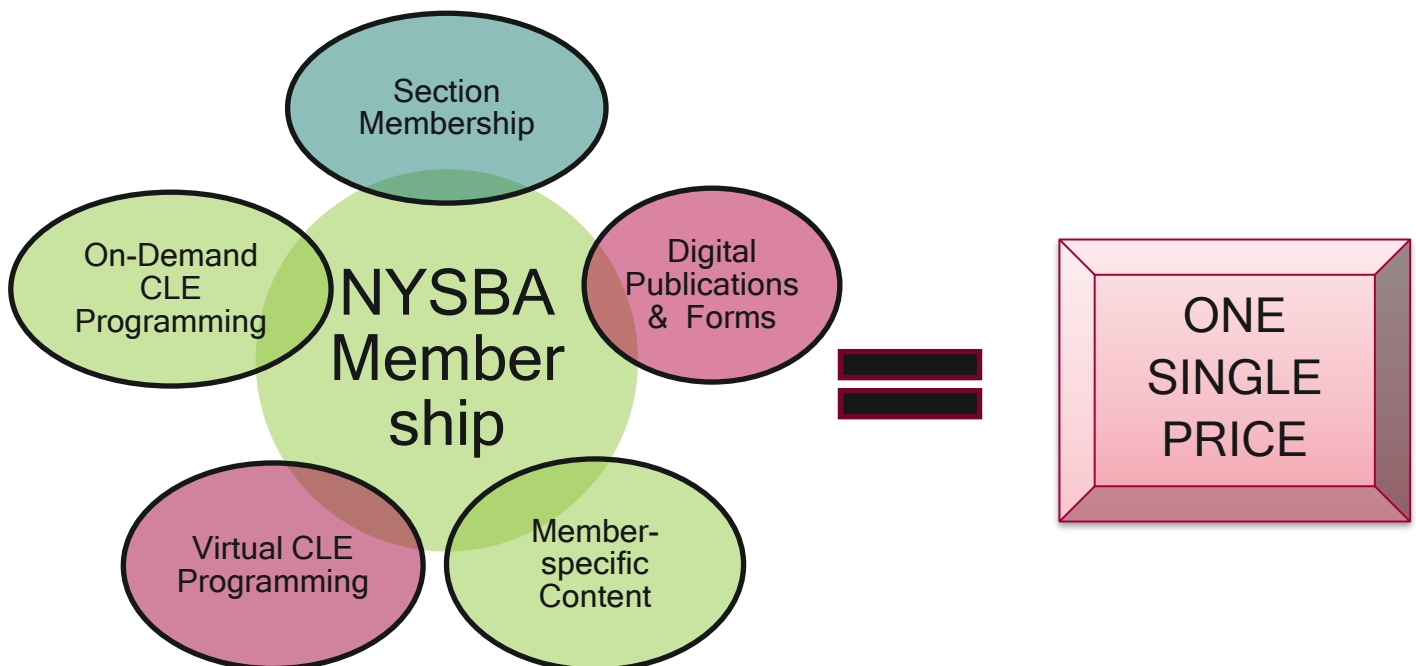 Section
Membership
On-Demand
CLE
Programming
NYSBA
Member
ship
Digital
Publications
& Forms
Virtual CLE
Programming
Member-
specific
Content
ONE
SINGLE
PRICE